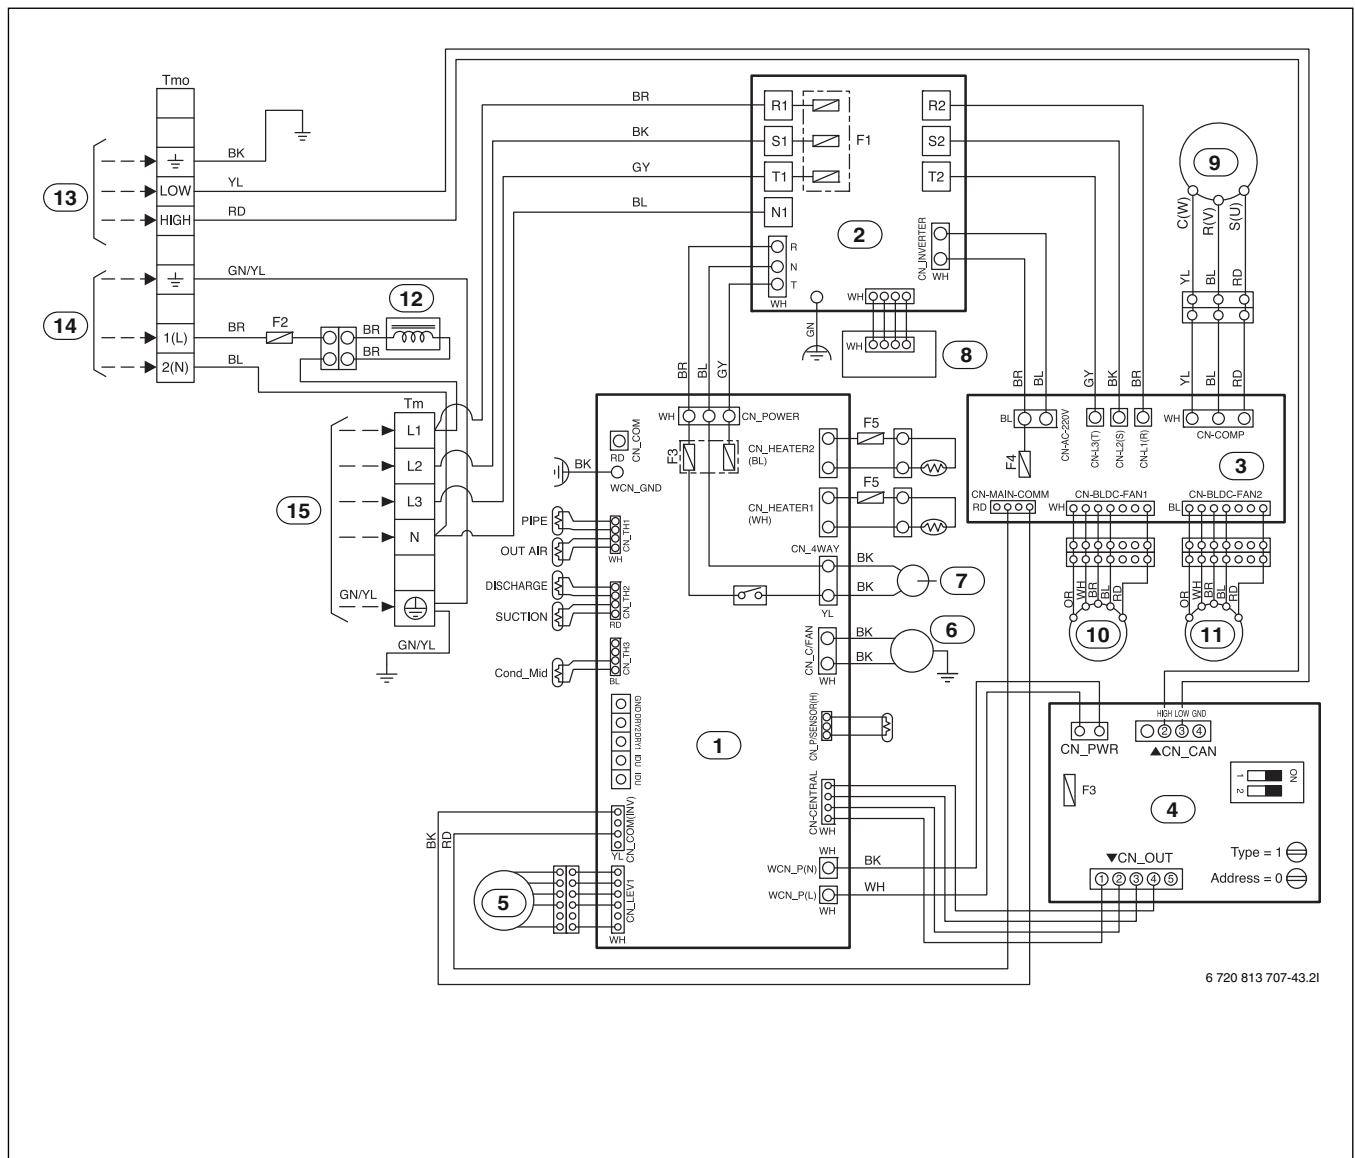 Tmo
BK
LOW
YL
HIGH
RD
13
GN/YL
14
1(L)
BR
F2
BR
12
BR
2(N)
BL
Tm
L1
L2
L3
N
15
GN/YL
GN/YL
BR
BK
GY
BL
R1
S1
T1
N1
F1
R2
S2
T2
2
R
N
T
WH
CN_INVERTER
WH
WH
GN
WH
8
9
C(W)
R(V)
S(U)
YL
BL
RD
BR
BL
GY
BR
BL
GY
BK
BR
YL
BL
RD
WH
CN_POWER
CN_COM
RD
F3
BK
WCN_GND
CN_HEATER2
(BL)
F5
CN_HEATER1
(WH)
F5
PIPE
OUT AIR
CN_TH1
WH
DISCHARGE
SUCTION
CN_TH2
RD
Cond_Mid
CN_TH3
BL
CN_4WAY
BK
BK
YL
7
CN_C/FAN
BK
BK
WH
6
CN_P/SENSOR(H)
GND
DRY2
DRY1
IDU
IDU
1
CN-CENTRAL
WH
CN_COM(INV)
YL
BK
RD
5
CN_LEV1
WH
WH
WCN_P(N)
BK
WCN_P(L)
WH
WH
BL
CN-AC-220V
CN-L3(T)
CN-L2(S)
CN-L1(R)
WH
CN-COMP
F4
3
CN-MAIN-COMM
RD
CN-BLDC-FAN1
WH
CN-BLDC-FAN2
BL
OR
WH
BR
BL
RD
10
OR
WH
BR
BL
RD
11
HIGH LOW GND
2 3 4
CN_PWR
▲CN_CAN
F3
1
2
ON
4
▼CN_OUT
1 2 3 4 5
Type = 1
Address = 0
6 720 813 707-43.2I